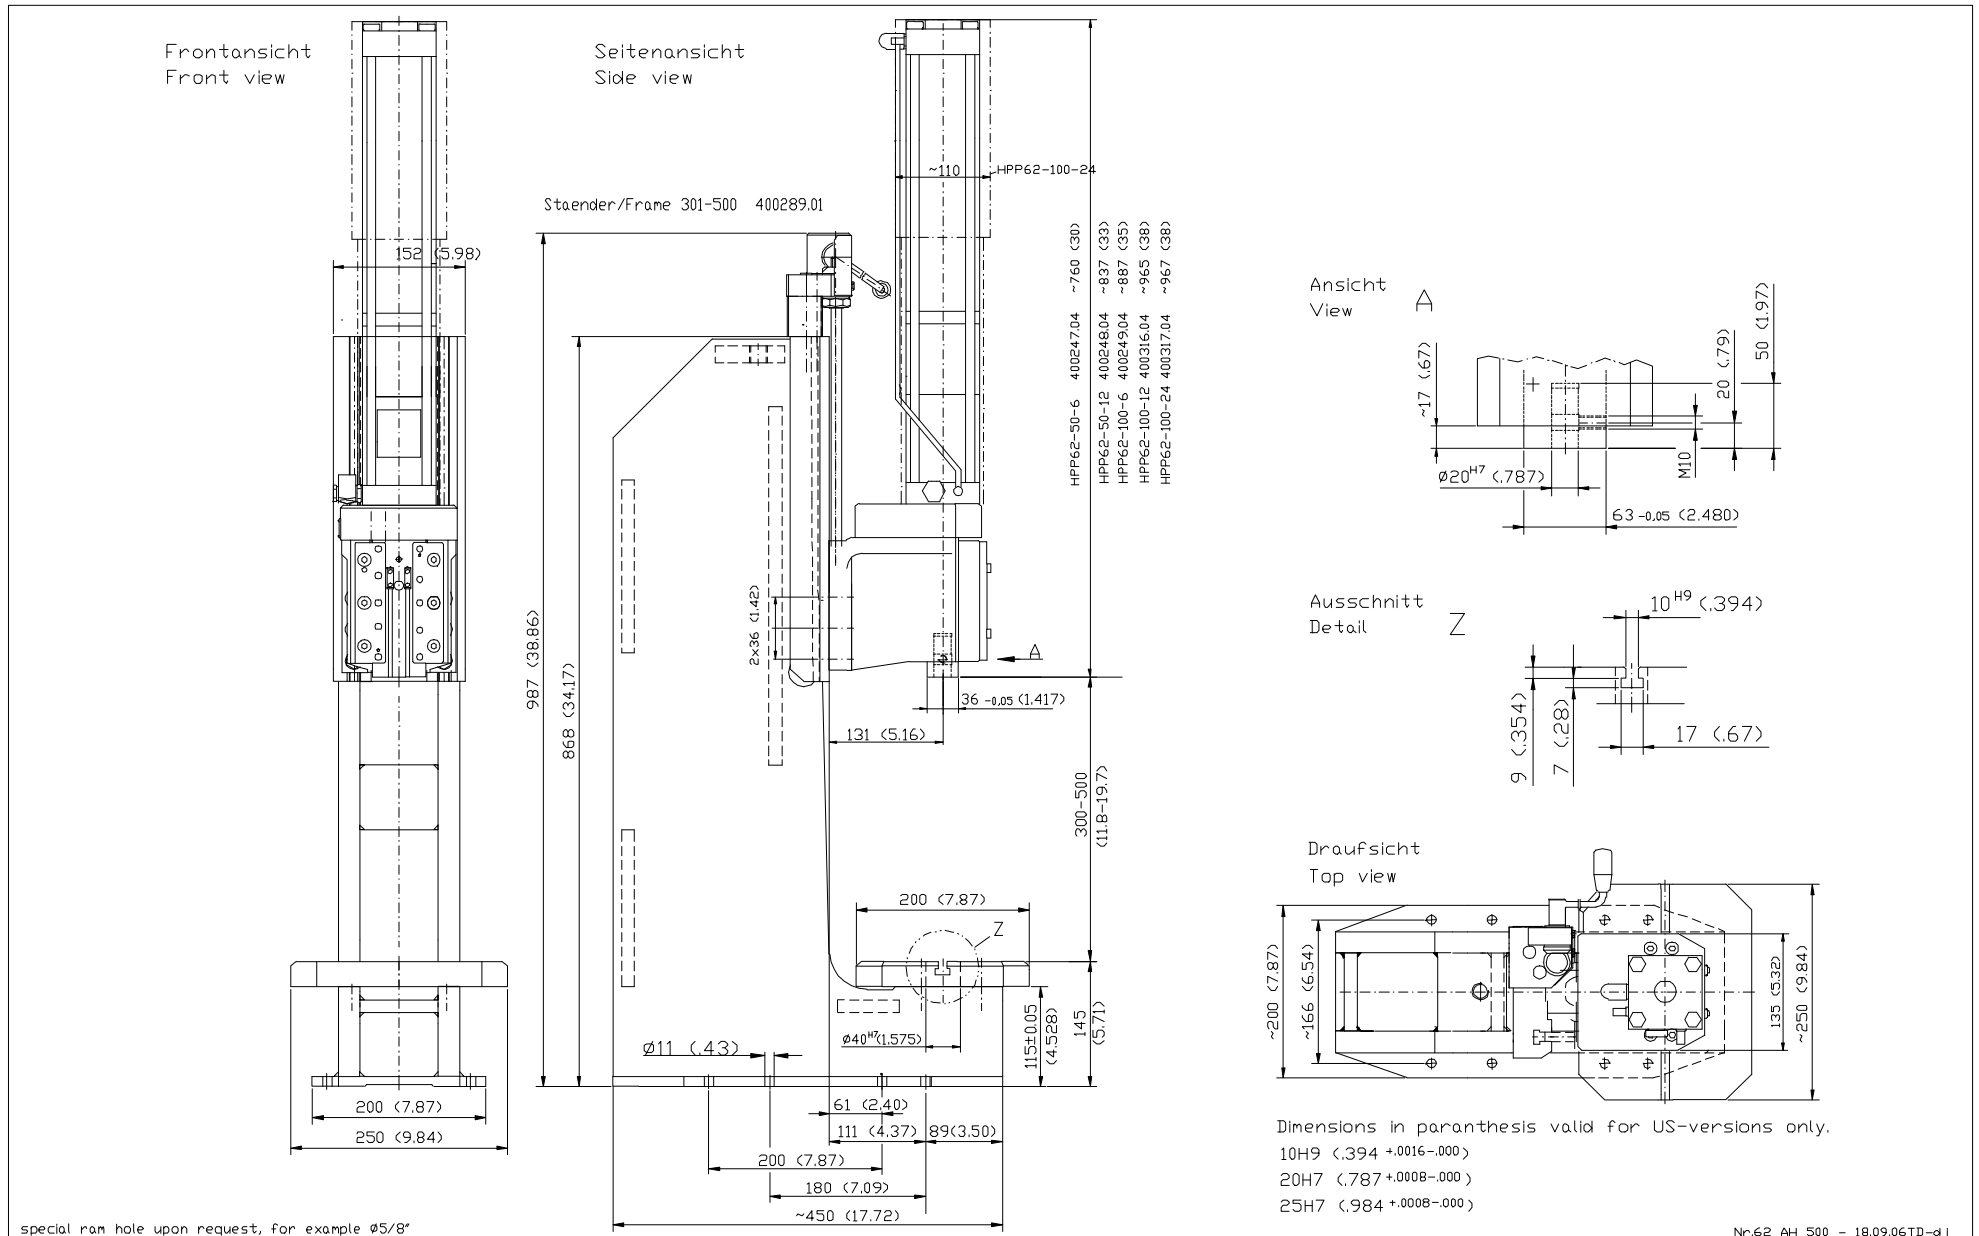 Frontansicht
Front view
152 (5.98)
200 (7.87)
250 (9.84)
special ram hole upon request, for example Ø5/8"
Seitenansicht
Side view
Staender/Frame 301-500 400289.01
~110
HPP62-100-24
HPP62-50-6 400247.04 ~760 (30)
HPP62-50-12 400248.04 ~837 (33)
HPP62-100-6 400249.04 ~887 (35)
HPP62-100-12 400316.04 ~965 (38)
HPP62-100-24 400317.04 ~967 (38)
987 (38.86)
868 (34.17)
2x36 (1.42)
A
36 -0,05 (1.417)
131 (5.16)
300-500
(11.8-19.7)
200 (7.87)
Z
Ø40H7(1.575)
115±0.05
(4.528)
145
(5.71)
Ø11 (.43)
61 (2.40)
111 (4.37)
89(3.50)
200 (7.87)
180 (7.09)
~450 (17.72)
Ansicht
View
A
~17 (.67)
50 (1.97)
20 (.79)
M10
Ø20H7 (.787)
63 -0,05 (2.480)
Ausschnitt
Detail
Z
10 H9 (.394)
9 (.354)
7 (.28)
17 (.67)
Draufsicht
Top view
~200 (7.87)
~166 (6.54)
135 (5.32)
~250 (9.84)
Dimensions in paranthesis valid for US-versions only.
10H9 (.394 +.0016-.000)
20H7 (.787 +.0008-.000)
25H7 (.984 +.0008-.000)
Nr.62 AH 500 - 18.09.06TD-dJ